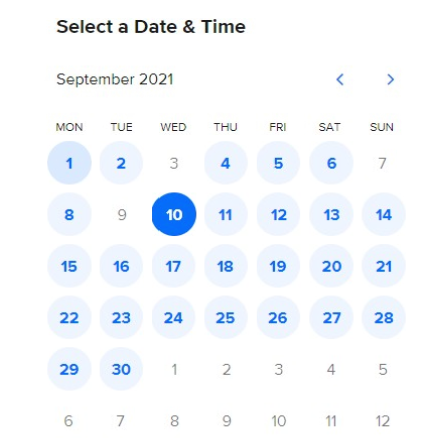 Select a Date & Time
September 2021 < >
MON TUE WED THU FRI SAT SUN
1 2 3 4 5 6 7
8 9 10 11 12 13 14
15 16 17 18 19 20 21
22 23 24 25 26 27 28
29 30 1 2 3 4 5
6 7 8 9 10 11 12